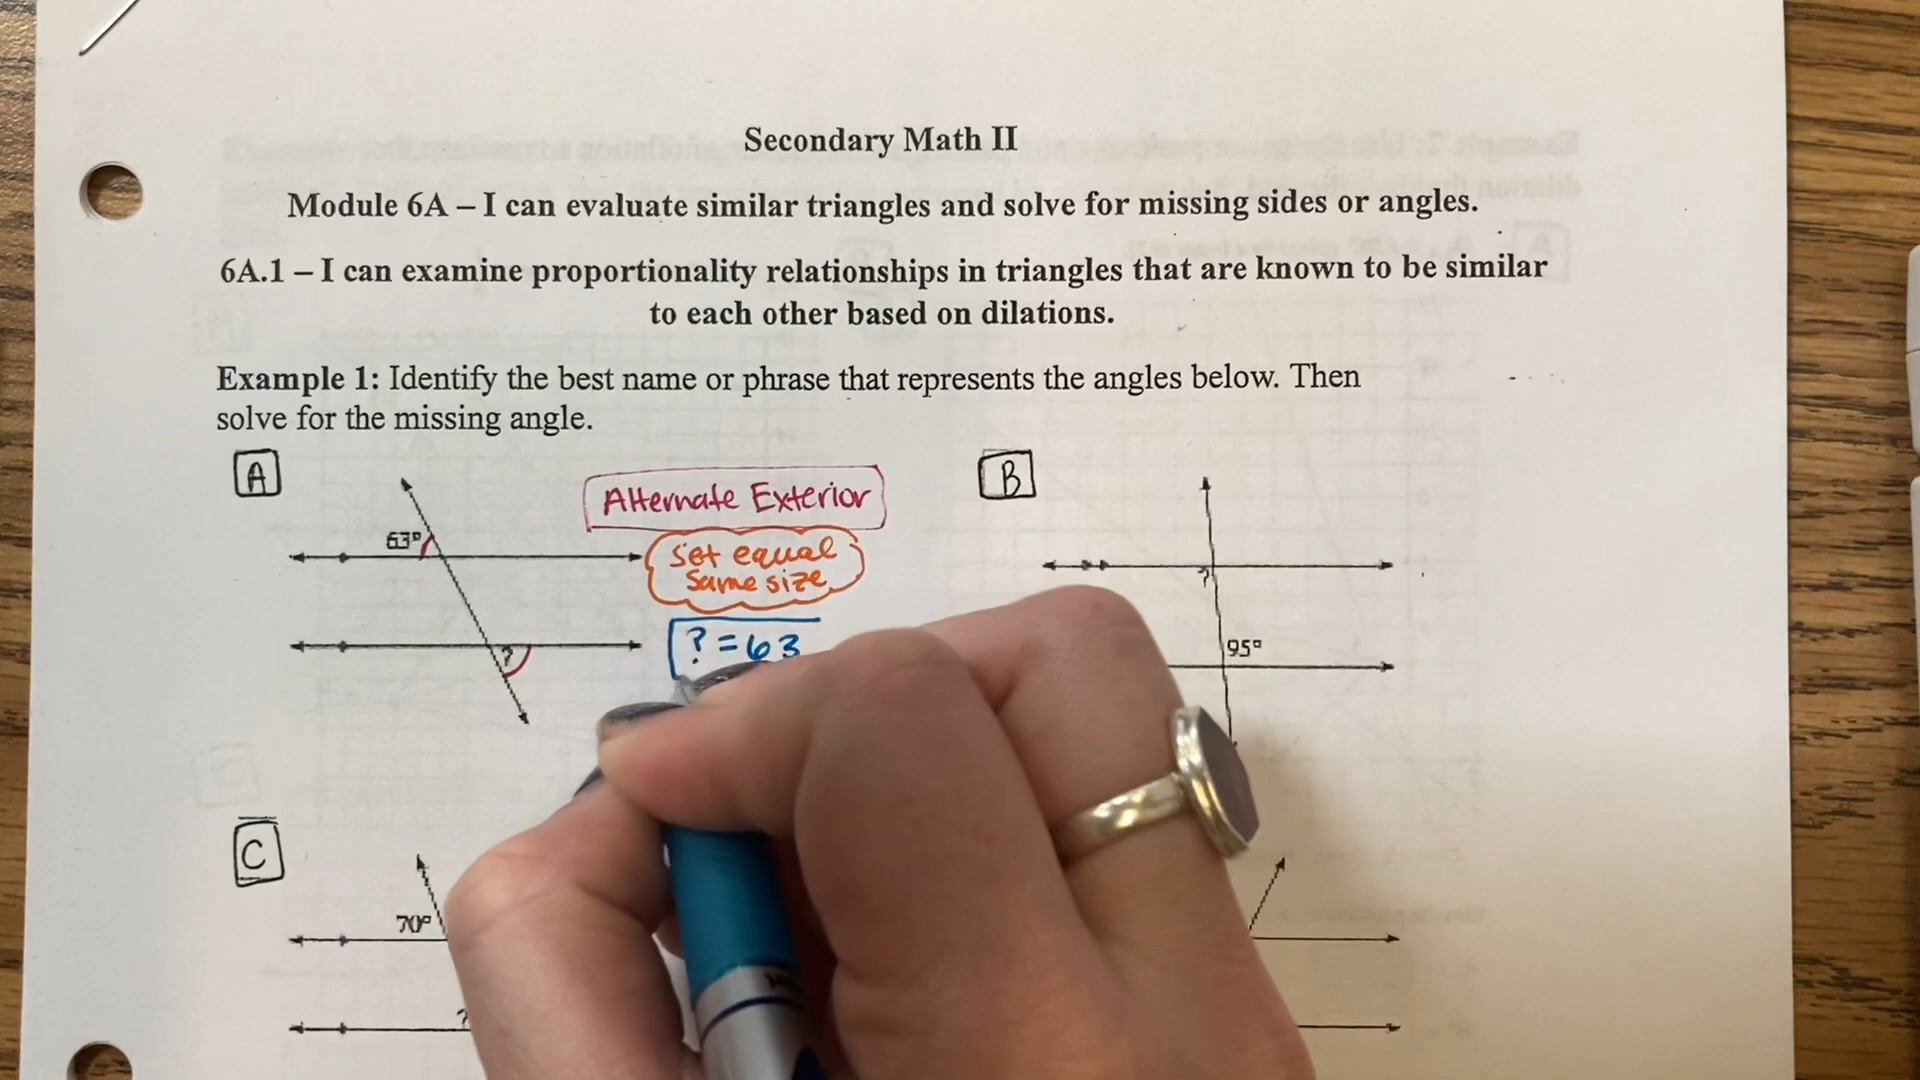 Secondary Math II
Module 6A – I can evaluate similar triangles and solve for missing sides or angles.
6A.1 – I can examine proportionality relationships in triangles that are known to be similar
to each other based on dilations.
Example 1: Identify the best name or phrase that represents the angles below. Then
solve for the missing angle.
A
Alternate Exterior
63°
Set equal
Same size
? = 63
?
B
?
95°
C
70°
?